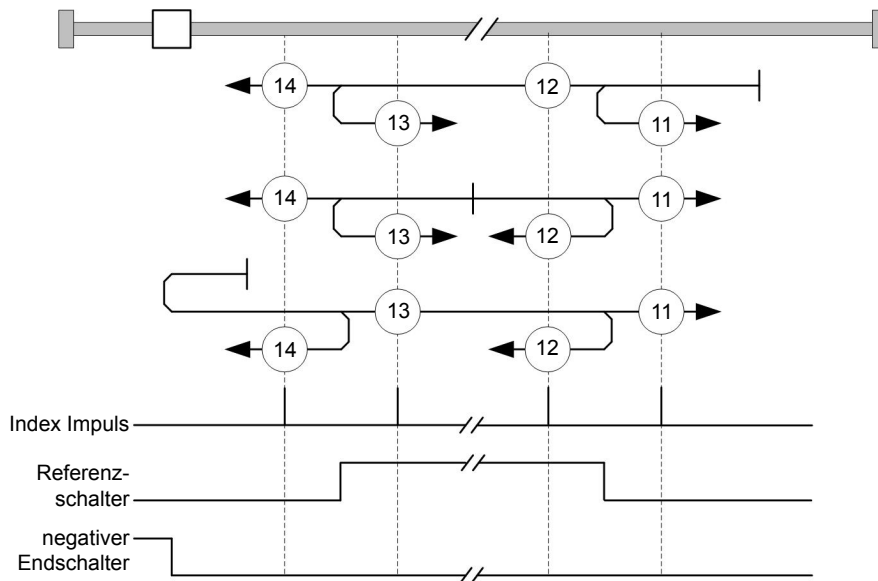 14
12
13
11
14
11
13
12
13
11
14
12
Index Impuls
Referenz-
schalter
negativer
Endschalter